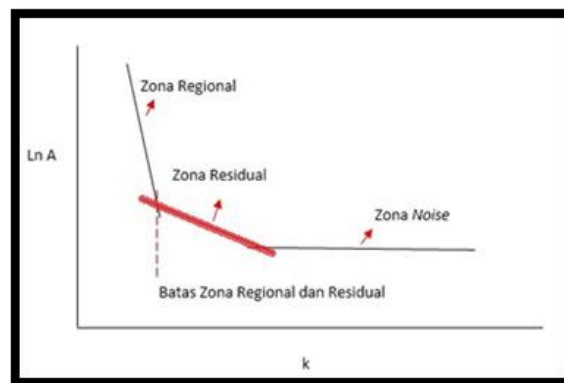 Zona Regional
Ln A
Zona Residual
Zona Noise
Batas Zona Regional dan Residual
k